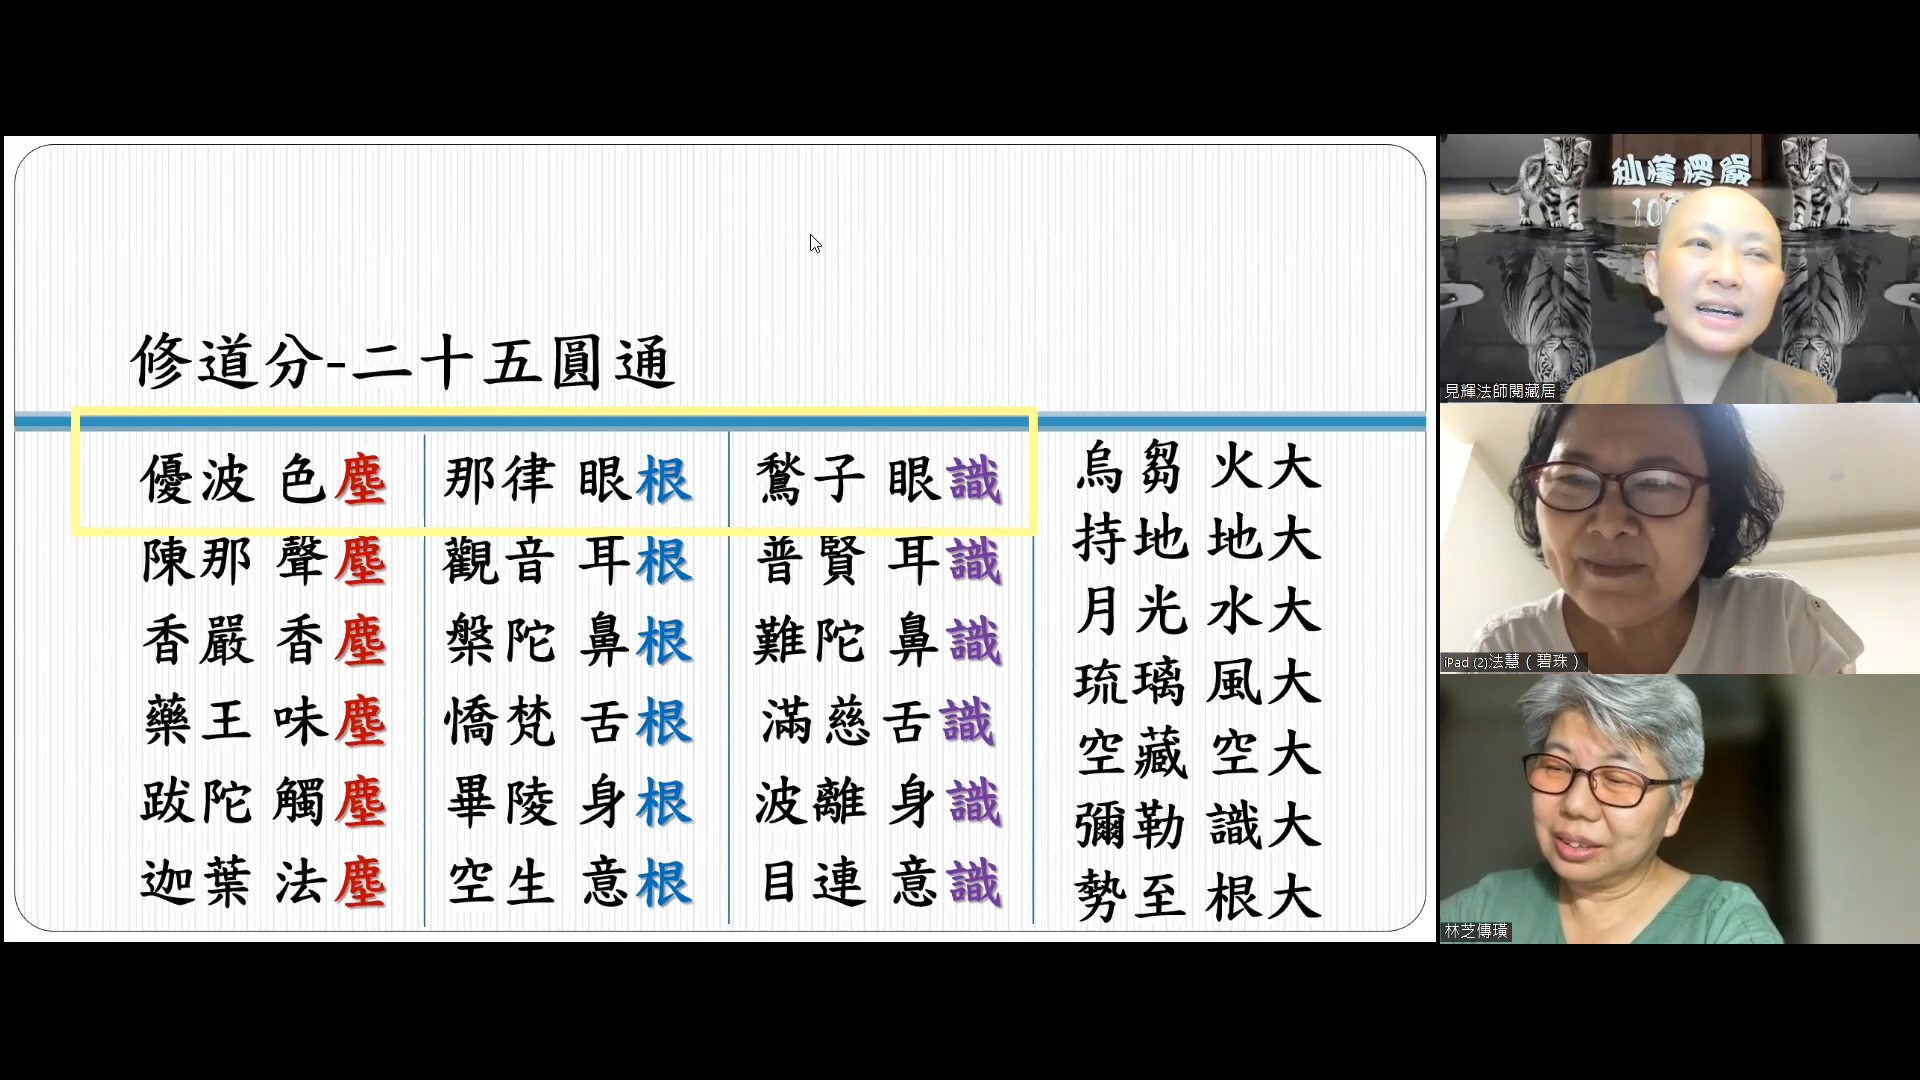 修道分-二十五圓通
優波 色塵 那律 眼根 鶖子 眼識 烏芻 火大
陳那 聲塵 觀音 耳根 普賢 耳識 持地 地大
香嚴 香塵 槃陀 鼻根 難陀 鼻識 月光 水大
藥王 味塵 憍梵 舌根 滿慈 舌識 琉璃 風大
跋陀 觸塵 畢陵 身根 波離 身識 空藏 空大
迦葉 法塵 空生 意根 目連 意識 彌勒 識大
勢至 根大
楞嚴
10
見輝法師閱藏居
iPad (2)法慧（碧珠）
林芝傳璜